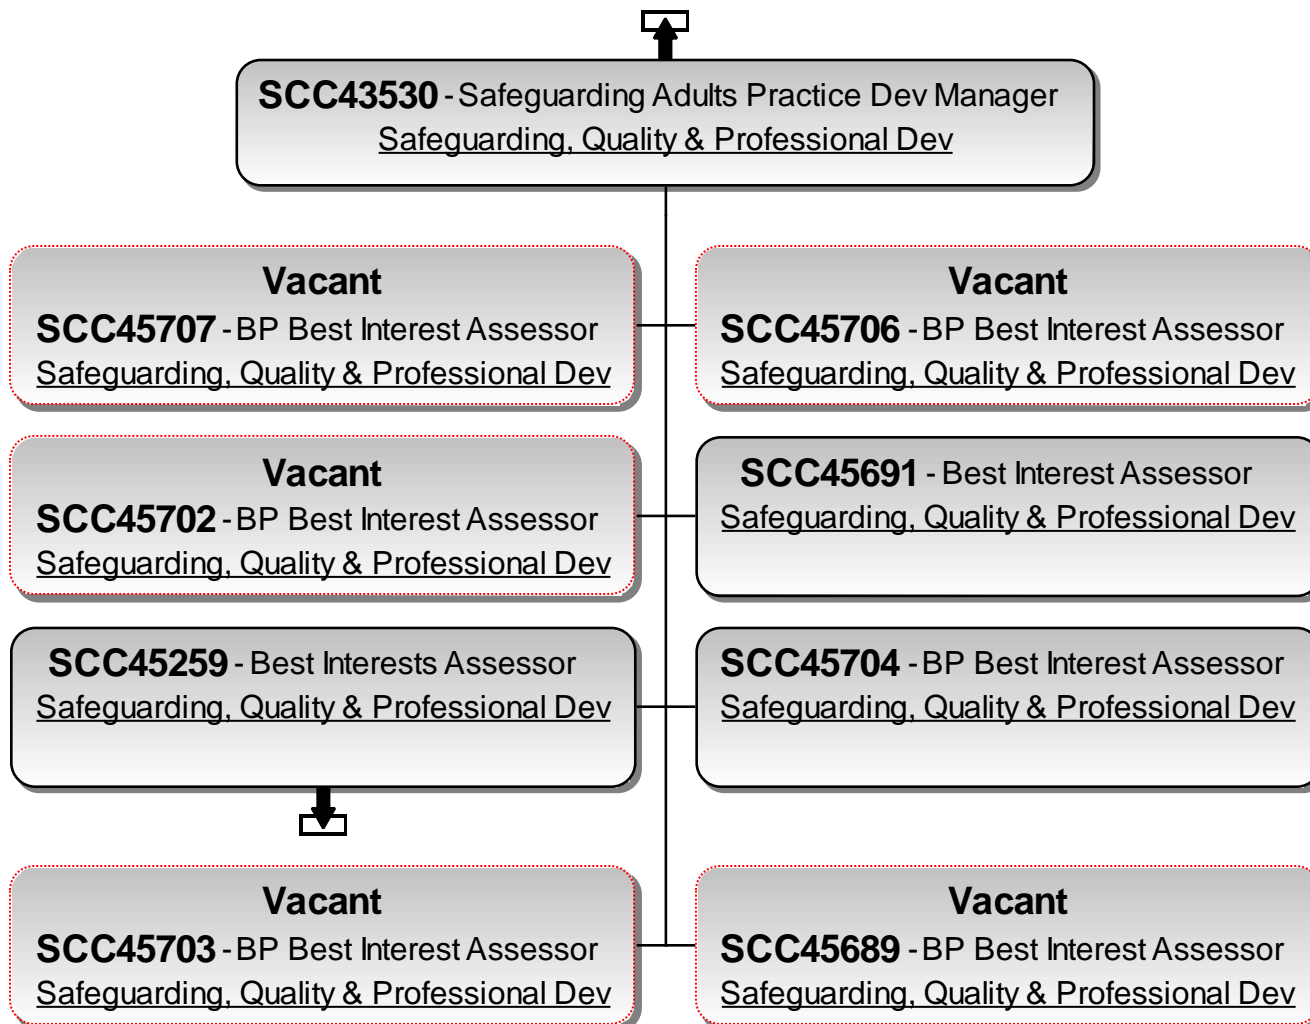 SCC43530 - Safeguarding Adults Practice Dev Manager
Safeguarding, Quality & Professional Dev
Vacant
SCC45707 - BP Best Interest Assessor
Safeguarding, Quality & Professional Dev
Vacant
SCC45706 - BP Best Interest Assessor
Safeguarding, Quality & Professional Dev
Vacant
SCC45702 - BP Best Interest Assessor
Safeguarding, Quality & Professional Dev
SCC45691 - Best Interest Assessor
Safeguarding, Quality & Professional Dev
SCC45259 - Best Interests Assessor
Safeguarding, Quality & Professional Dev
SCC45704 - BP Best Interest Assessor
Safeguarding, Quality & Professional Dev
Vacant
SCC45703 - BP Best Interest Assessor
Safeguarding, Quality & Professional Dev
Vacant
SCC45689 - BP Best Interest Assessor
Safeguarding, Quality & Professional Dev